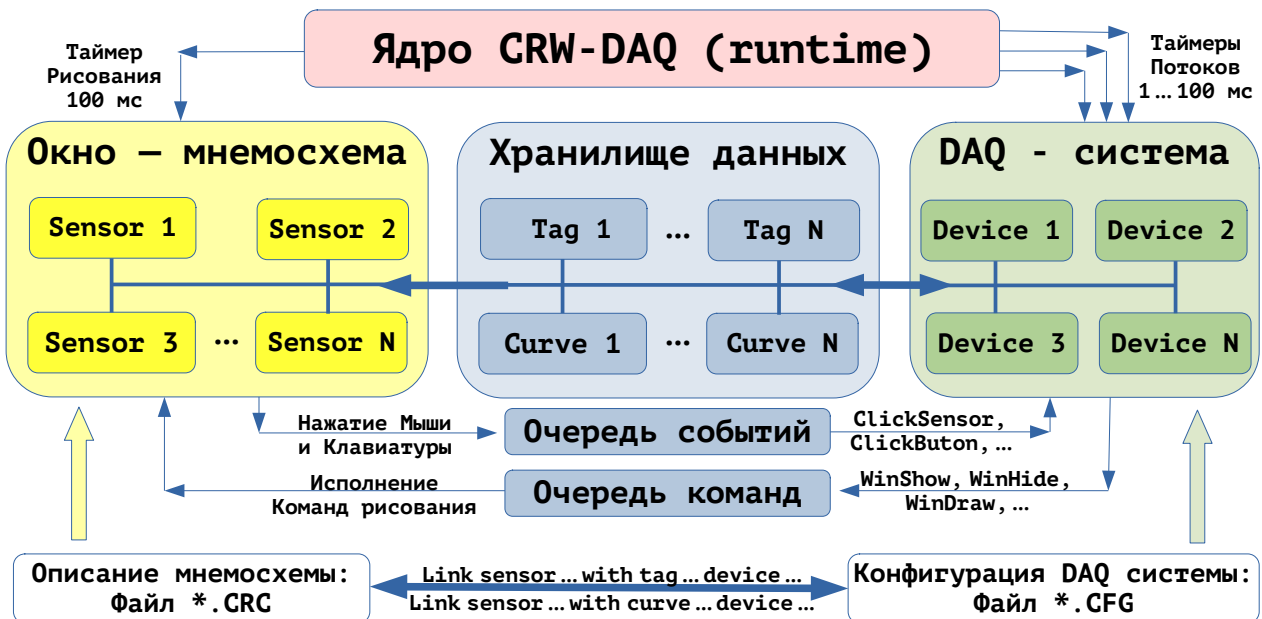 Ядро CRW-DAQ (runtime)
Таймер
Рисования
100 мс
Таймеры
Потоков
1…100 мс
Окно – мнемосхема
Sensor 1
Sensor 2
Sensor 3
…
Sensor N
Хранилище данных
Tag 1
…
Tag N
Curve 1
…
Curve N
DAQ - система
Device 1
Device 2
Device 3
Device N
Нажатие Мыши
и Клавиатуры
Очередь событий
ClickSensor,
ClickButon,…
Исполнение
Команд рисования
Очередь команд
WinShow, WinHide,
WinDraw,…
Описание мнемосхемы:
Файл *.CRC
Link sensor…with tag…device…
Link sensor…with curve…device…
Конфигурация DAQ системы:
Файл *.CFG